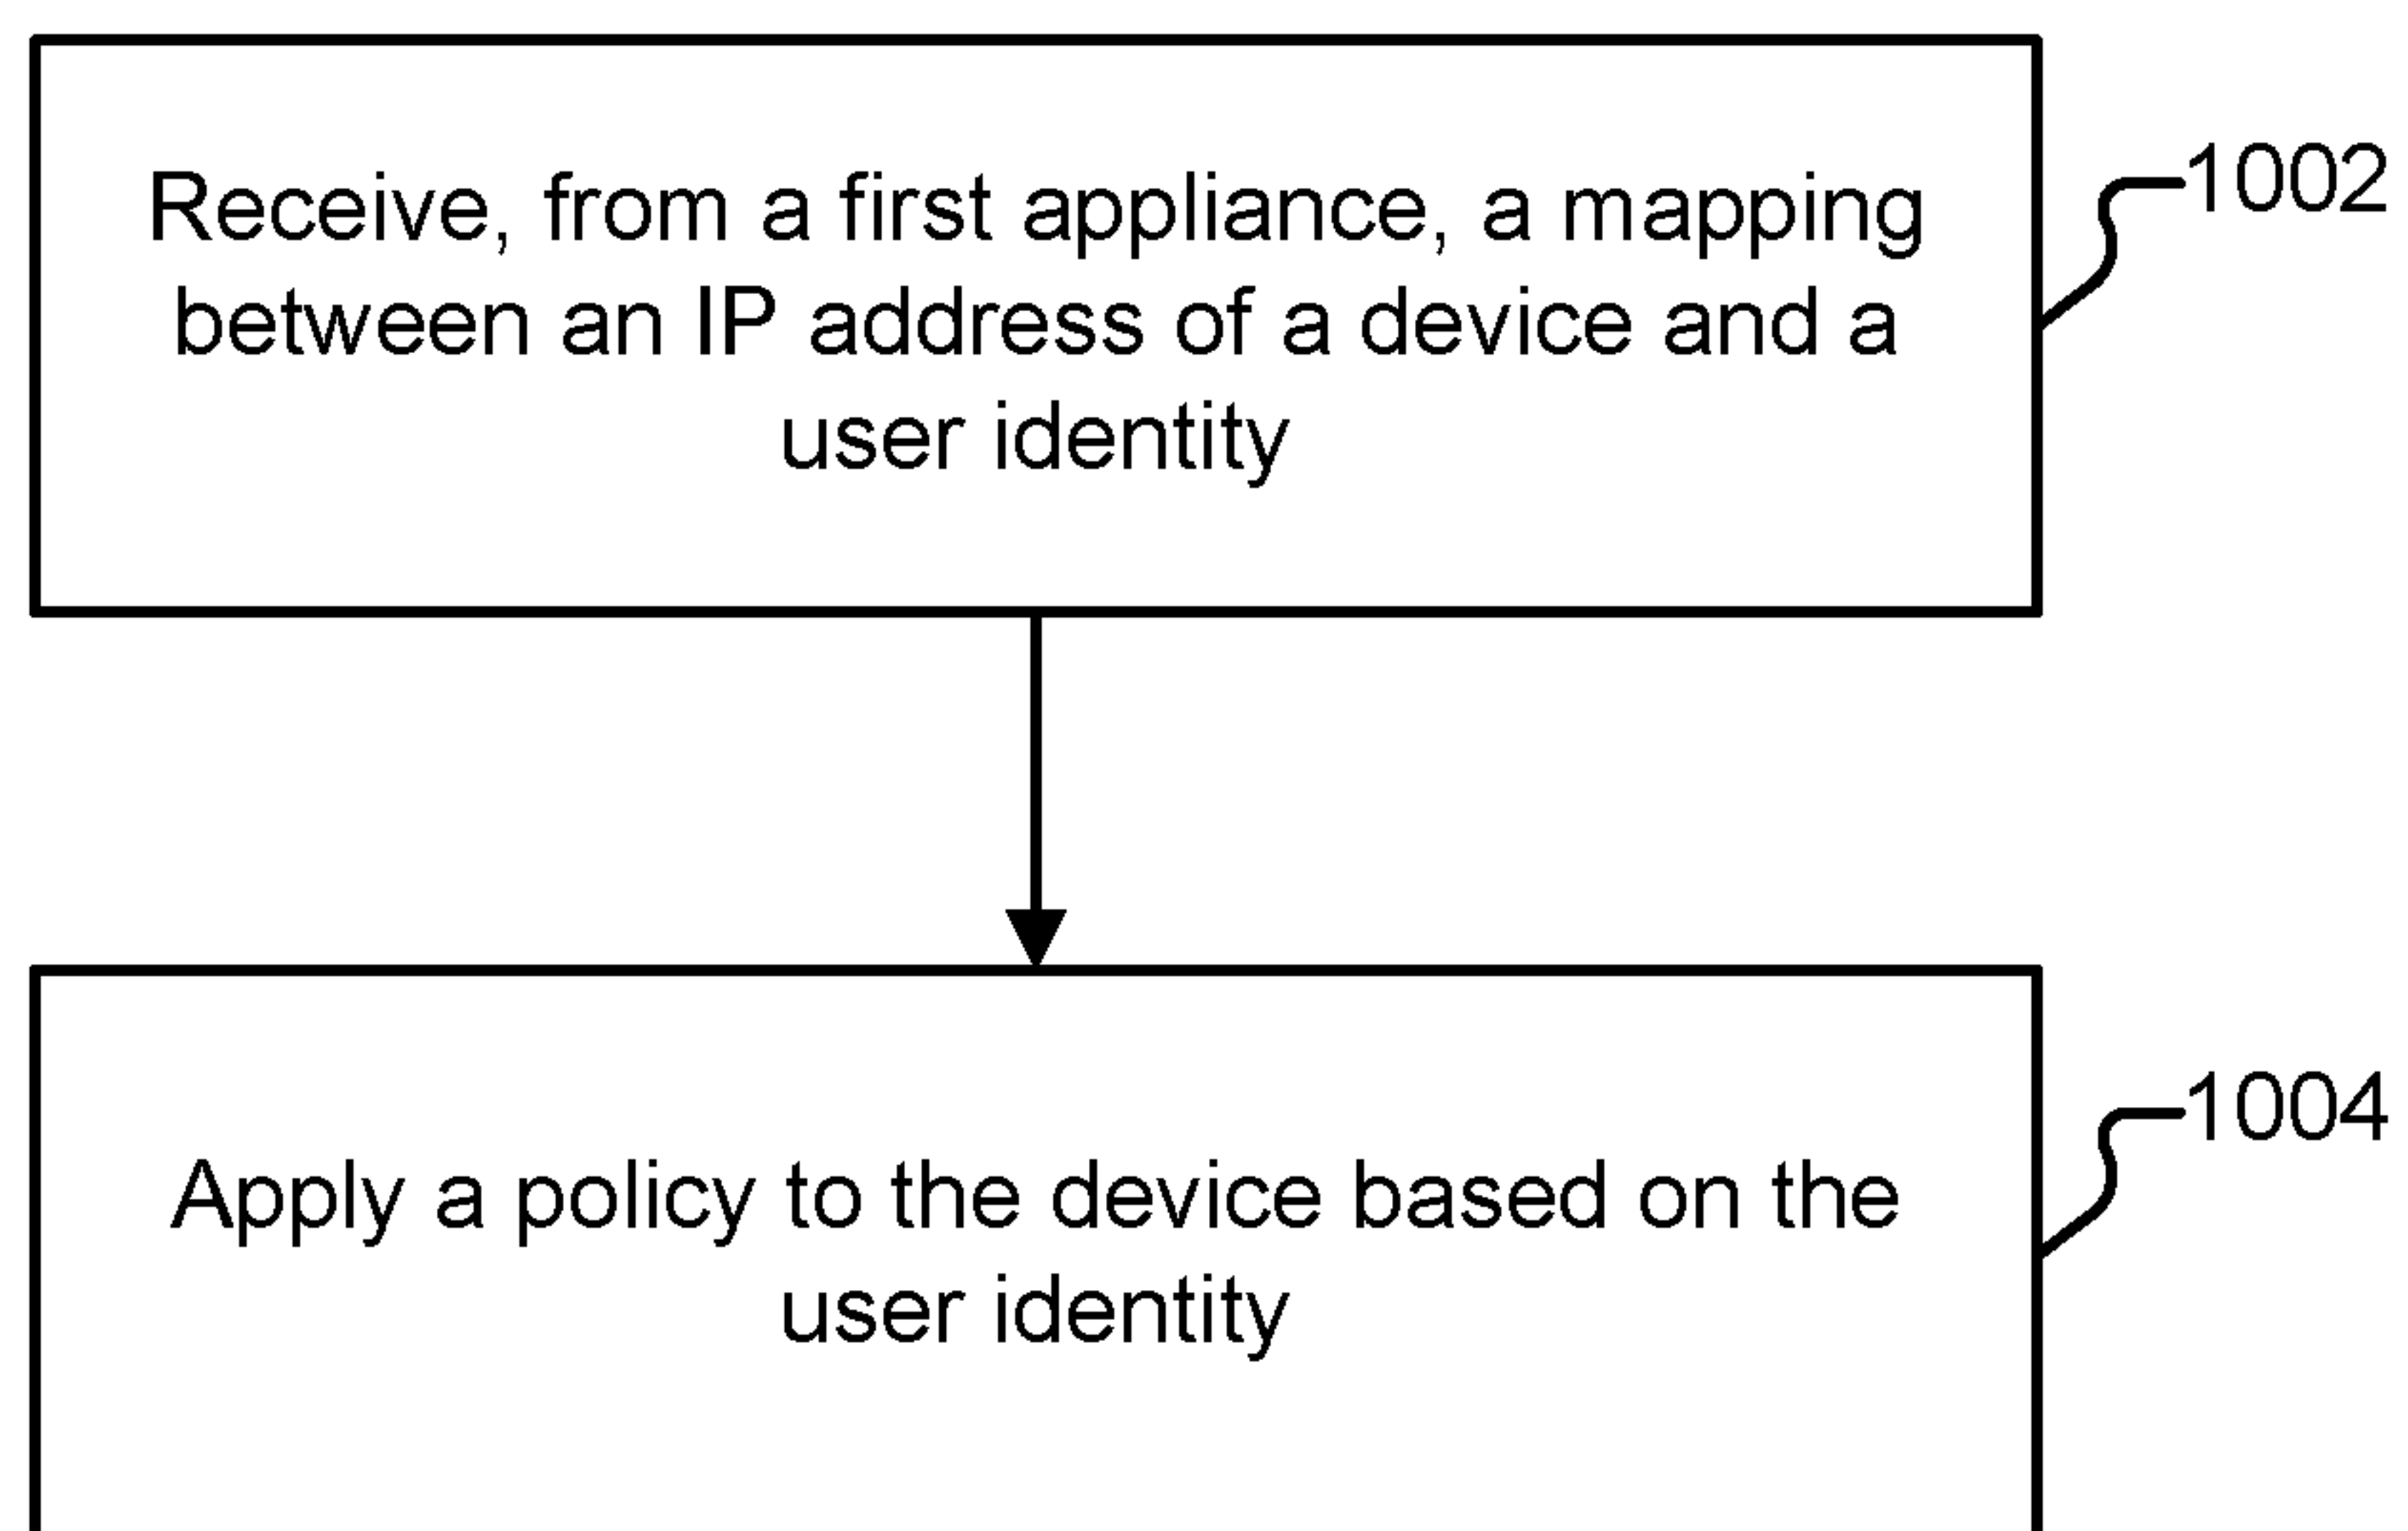 Receive, from a first appliance, a mapping
between an IP address of a device and a
user identity
1002
Apply a policy to the device based on the
user identity
1004